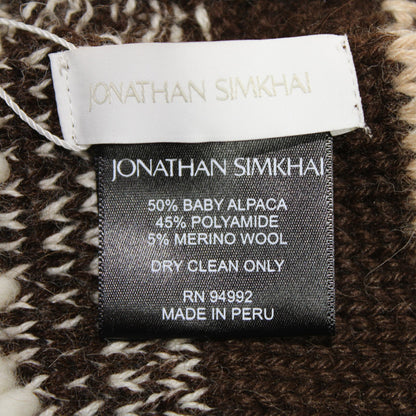 JONATHAN SIMKHAI
JONATHAN SIMKHAI
50% BABY ALPACA
45% POLYAMIDE
5% MERINO WOOL
DRY CLEAN ONLY
RN 94992
MADE IN PERU